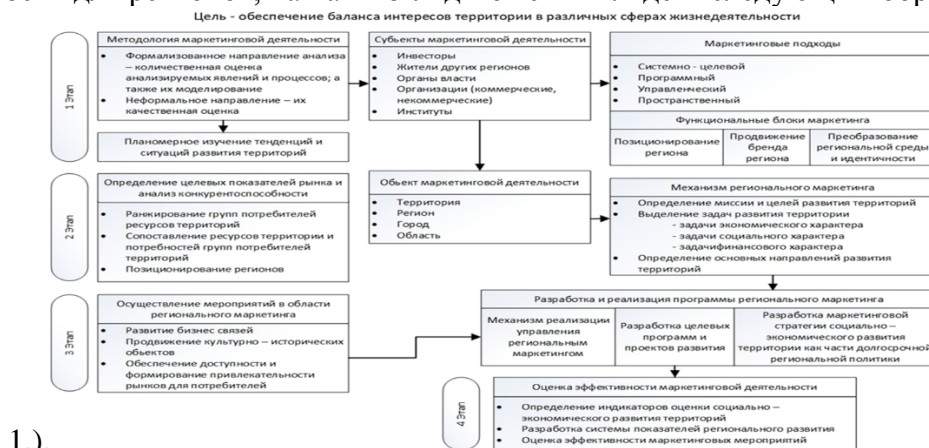 Цель - обеспечение баланса интересов территории в различных сферах жизнедеятельности
1 Этап
Методология маркетинговой деятельности
• Формализованное направление анализа
– количественная оценка
анализируемых явлений и процессов; а
также их моделирование
• Неформальное направление – их
качественная оценка
Планомерное изучение тенденций и
ситуаций развития территорий
Субъекты маркетинговой деятельности
• Инвесторы
• Жители других регионов
• Органы власти
• Организации (коммерческие,
некоммерческие)
• Институты
Маркетинговые подходы
• Системно - целевой
• Программный
• Управленческий
• Пространственный
Функциональные блоки маркетинга
Позиционирование
региона
Продвижение
бренда
региона
Преобразование
региональной среды
и идентичности
2 Этап
Определение целевых показателей рынка и
анализ конкурентоспособности
• Ранжирование групп потребителей
ресурсов территорий
• Сопоставление ресурсов территории и
потребностей групп потребителей
территорий
• Позиционирование регионов
Объект маркетинговой деятельности
• Территория
• Регион
• Город
• Область
Механизм регионального маркетинга
• Определение миссии и целей развития территорий
• Выделение задач развития территории
- задачи экономического характера
- задачи социального характера
- задачифинансового характера
• Определение основных направлений развития
территорий
3 Этап
Осуществление мероприятий в области
регионального маркетинга
• Развитие бизнес связей
• Продвижение культурно – исторических
объектов
• Обеспечение доступности и
формирование привлекательности
рынков для потребителей
Разработка и реализация программы регионального маркетинга
Механизм реализации
управления
региональным
маркетингом
Разработка целевых
программ и
проектов развития
Разработка маркетинговой
стратегии социально –
экономического развития
территории как части долгосрочной
региональной политики
4 Этап
Оценка эффективности маркетинговой деятельности
• Определение индикаторов оценки социально –
экономического развития территорий
• Разработка системы показателей регионального развития
• Оценка эффективности маркетинговых мероприятий
1.).